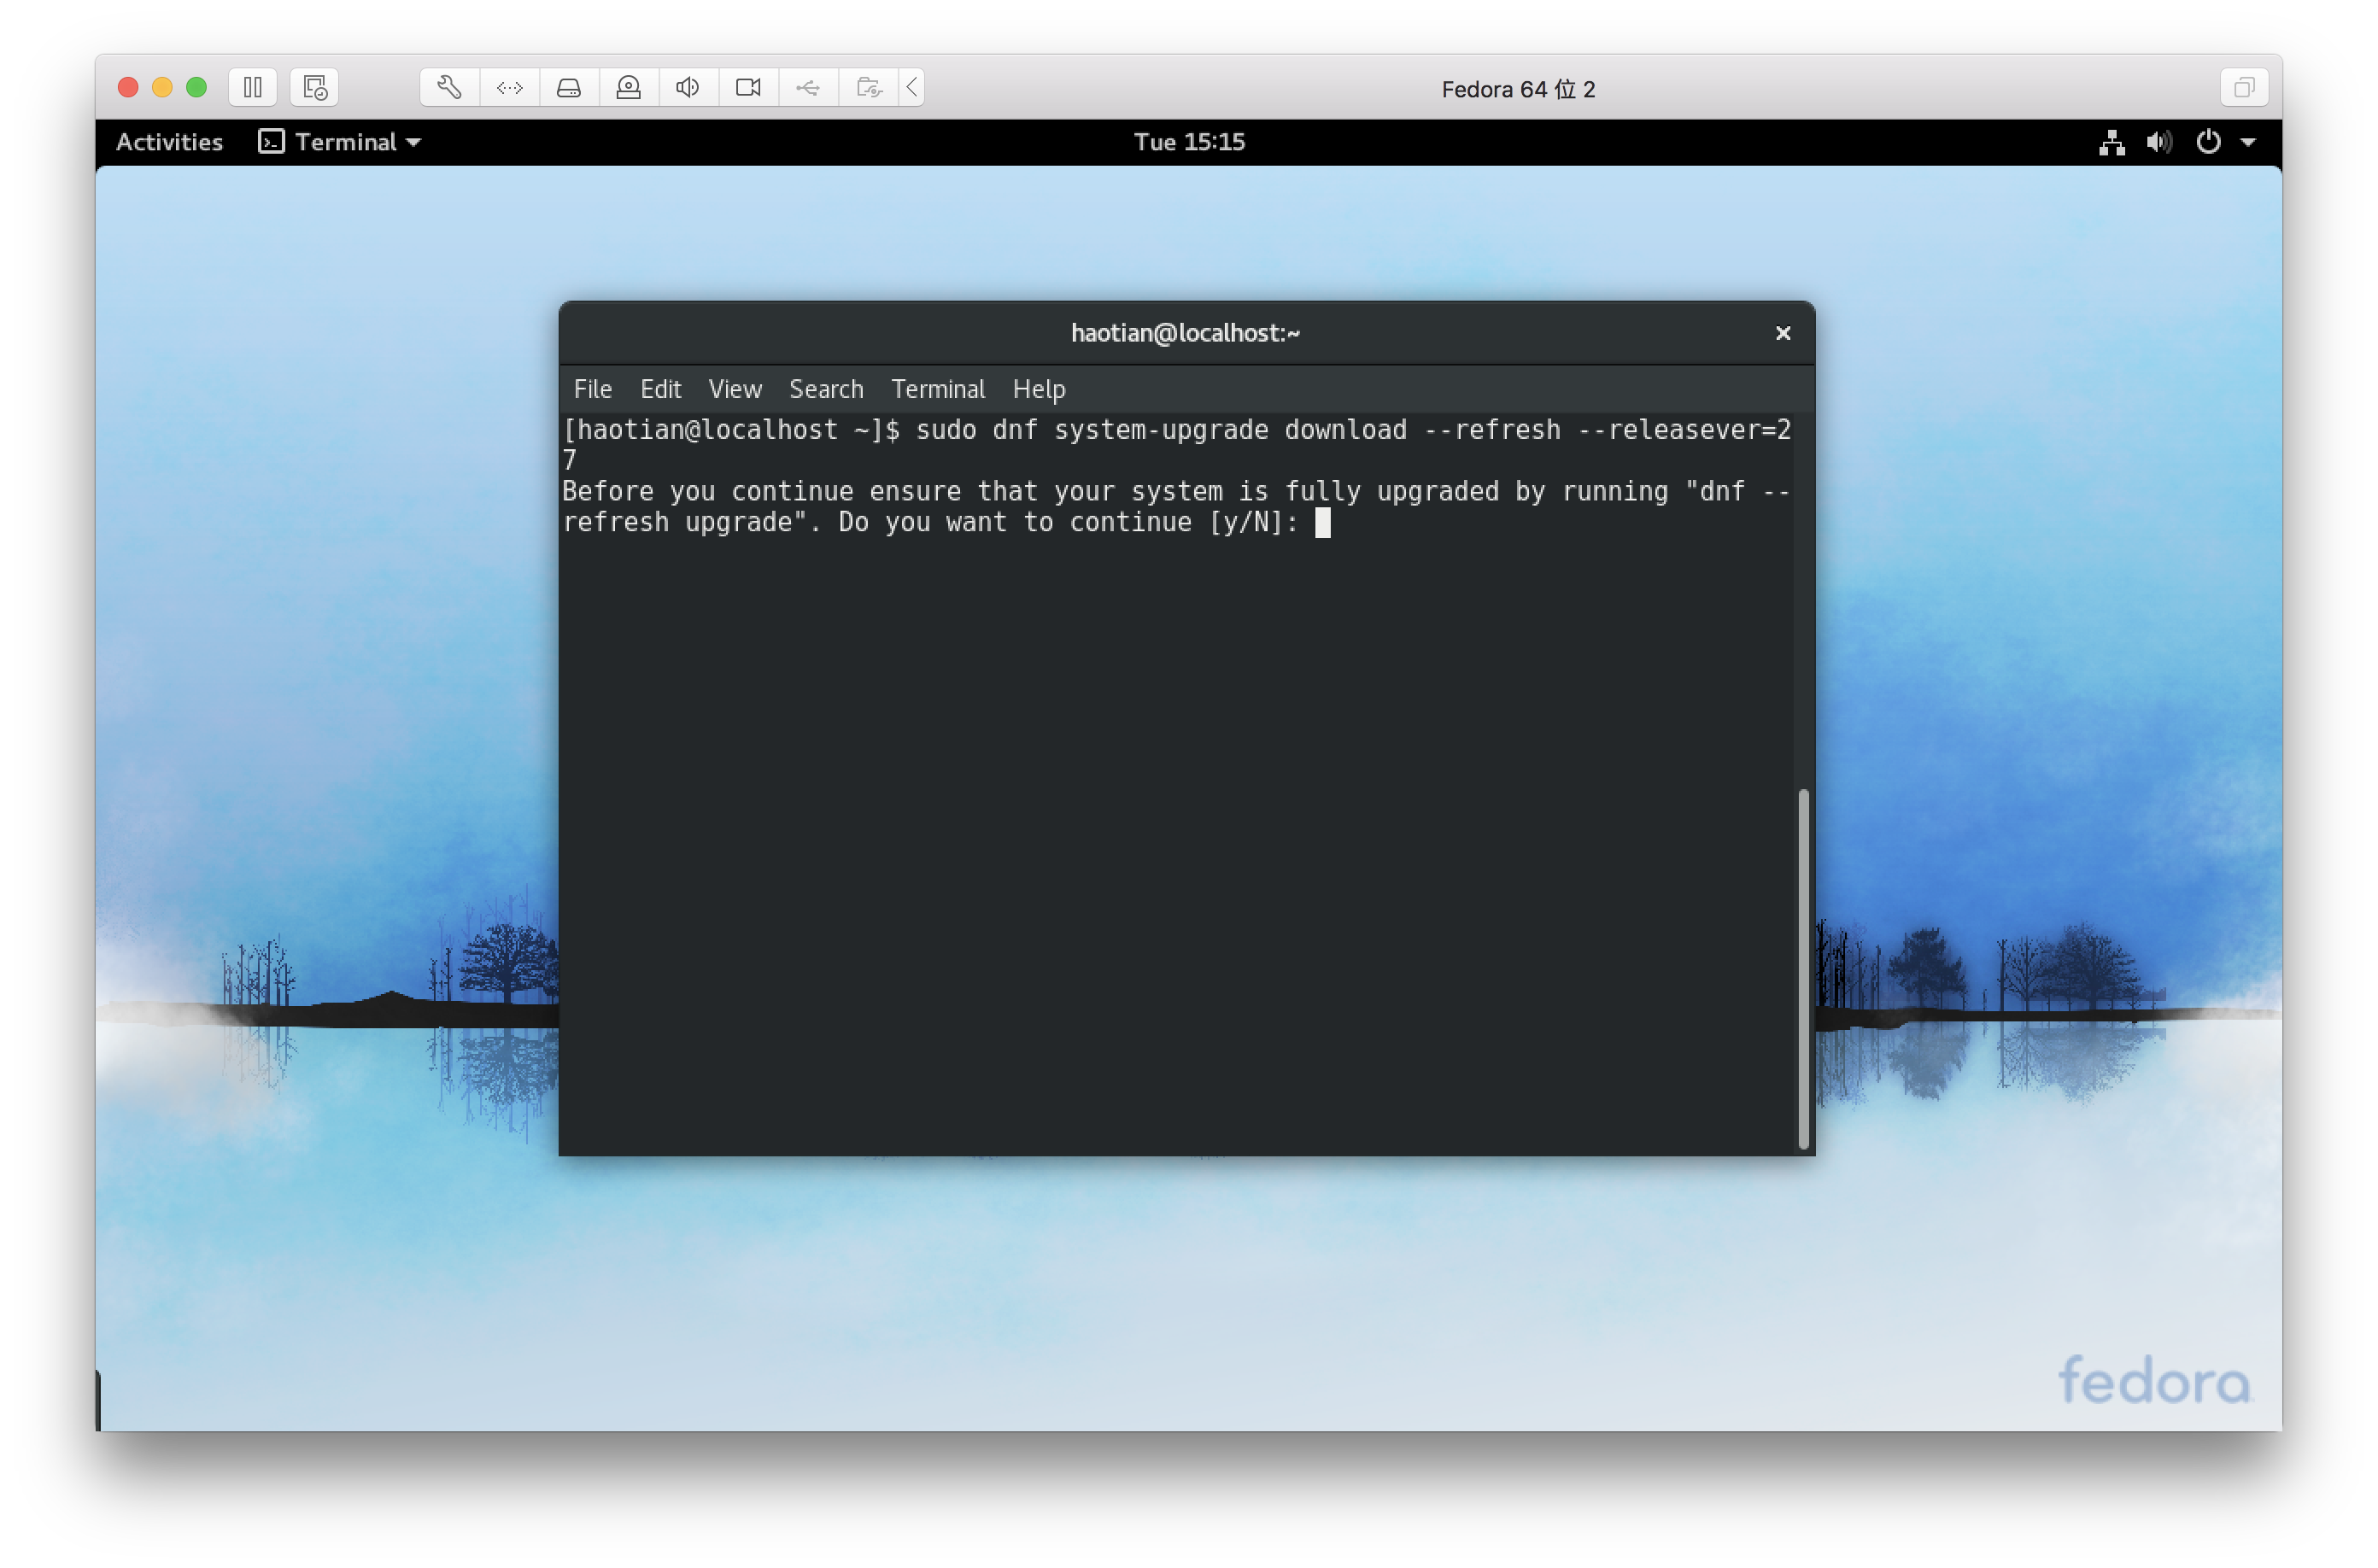 Fedora 64 位 2
Activities Terminal Tue 15:15
haotian@localhost:~
File Edit View Search Terminal Help
[haotian@localhost ~]$ sudo dnf system-upgrade download --refresh --releasever=2
7
Before you continue ensure that your system is fully upgraded by running "dnf --
refresh upgrade". Do you want to continue [y/N]:
fedora